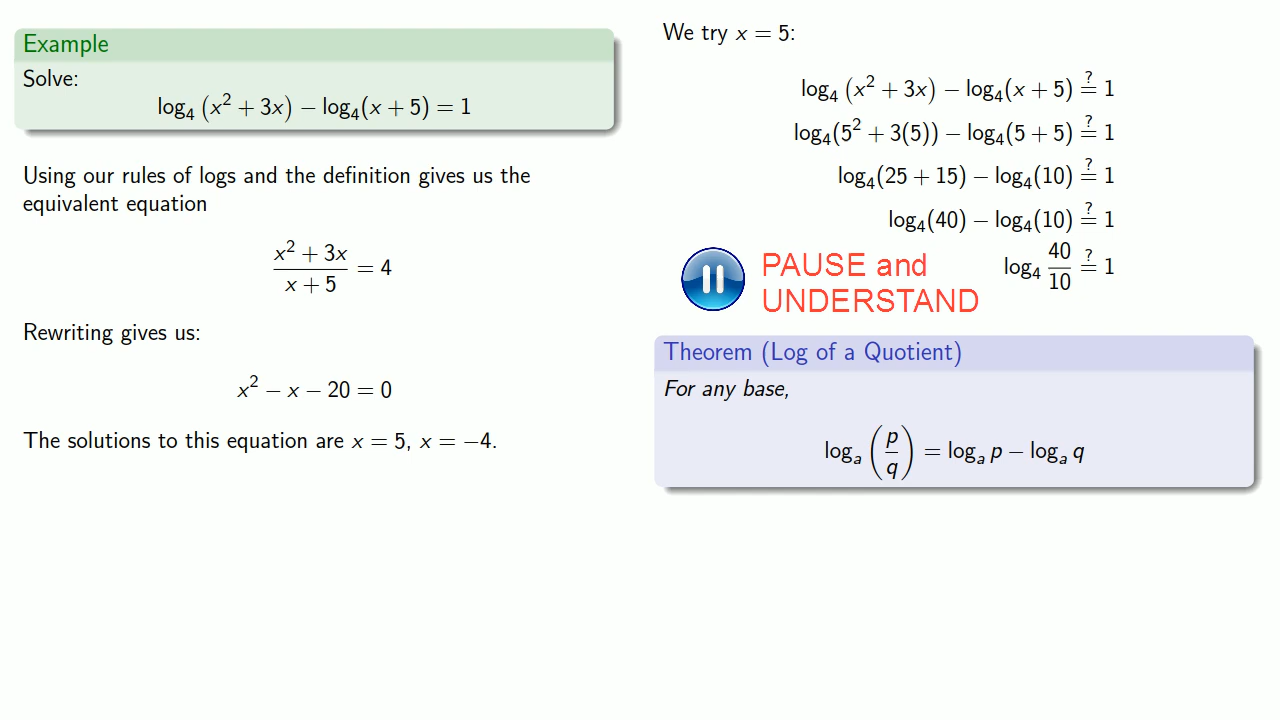 Example
Solve:
log₄ (x² + 3x) − log₄(x + 5) = 1
Using our rules of logs and the definition gives us the
equivalent equation
x² + 3x
x + 5
= 4
Rewriting gives us:
x² − x − 20 = 0
The solutions to this equation are x = 5, x = −4.
We try x = 5:
log₄ (x² + 3x) − log₄(x + 5) ≟ 1
log₄(5² + 3(5)) − log₄(5 + 5) ≟ 1
log₄(25 + 15) − log₄(10) ≟ 1
log₄(40) − log₄(10) ≟ 1
log₄ 40/10 ≟ 1
PAUSE and
UNDERSTAND
Theorem (Log of a Quotient)
For any base,
logₐ (p/q) = logₐ p − logₐ q